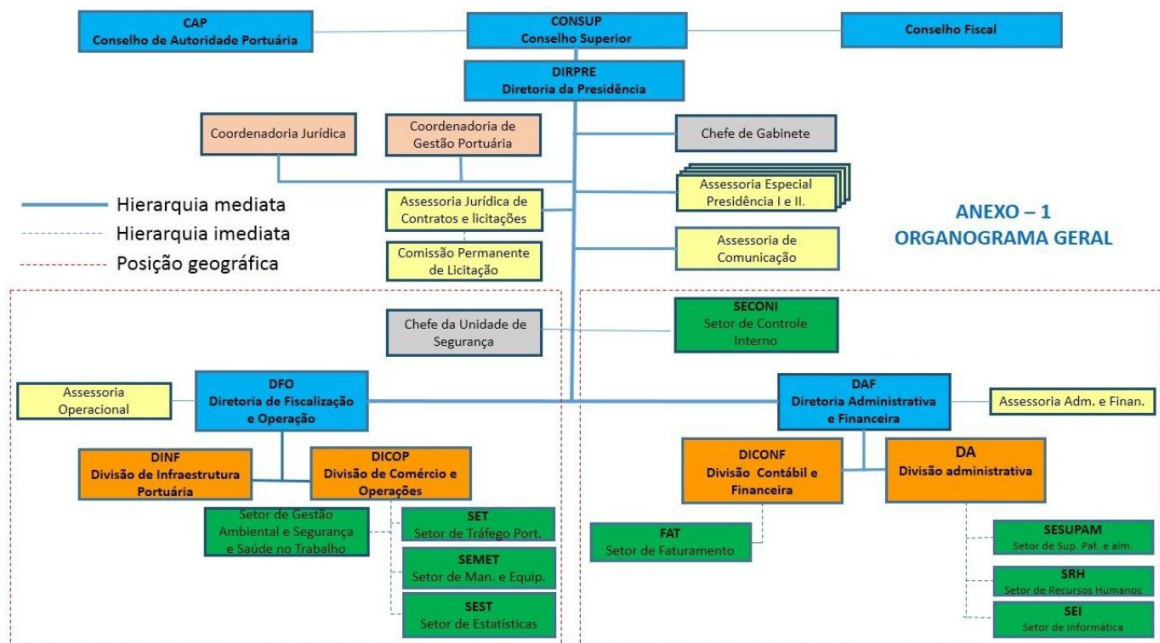 CAP
Conselho de Autoridade Portuária
CONSUP
Conselho Superior
Conselho Fiscal
DIRPRE
Diretoria da Presidência
Coordenadoria Jurídica
Coordenadoria de
Gestão Portuária
Chefe de Gabinete
Assessoria Jurídica de
Contratos e licitações
Assessoria Especial
Presidência I e II.
Comissão Permanente
de Licitação
Assessoria de
Comunicação
Hierarquia mediata
Hierarquia imediata
Posição geográfica
ANEXO – 1
ORGANOGRAMA GERAL
Chefe da Unidade de
Segurança
SECONI
Setor de Controle
Interno
Assessoria
Operacional
DFO
Diretoria de Fiscalização
e Operação
DAF
Diretoria Administrativa
e Financeira
Assessoria Adm. e Finan.
DINF
Divisão de Infraestrutura
Portuária
DICOP
Divisão de Comércio e
Operações
DICONF
Divisão Contábil e
Financeira
DA
Divisão administrativa
Setor de Gestão
Ambiental e Segurança
e Saúde no Trabalho
SET
Setor de Tráfego Port.
SEMET
Setor de Man. e Equip.
SEST
Setor de Estatísticas
FAT
Setor de Faturamento
SESUPAM
Setor de Sup. Pat. e alm.
SRH
Setor de Recursos Humanos
SEI
Setor de Informática